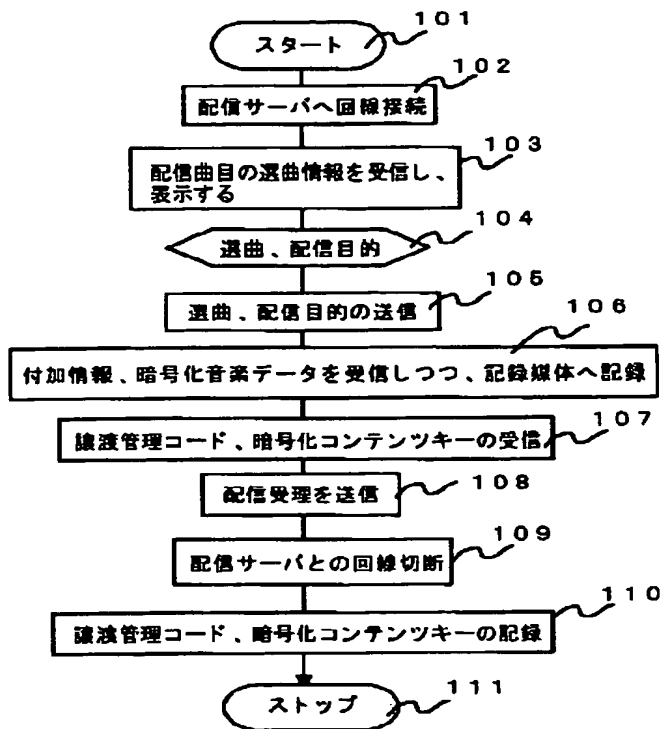 101
スタート
102
配信サーバへ回線接続
103
配信曲目の選曲情報を受信し、
表示する
104
選曲、配信目的
105
選曲、配信目的の送信
106
付加情報、暗号化音楽データを受信しつつ、記録媒体へ記録
107
譲渡管理コード、暗号化コンテンツキーの受信
108
配信受理を送信
109
配信サーバとの回線切断
110
譲渡管理コード、暗号化コンテンツキーの記録
111
ストップ